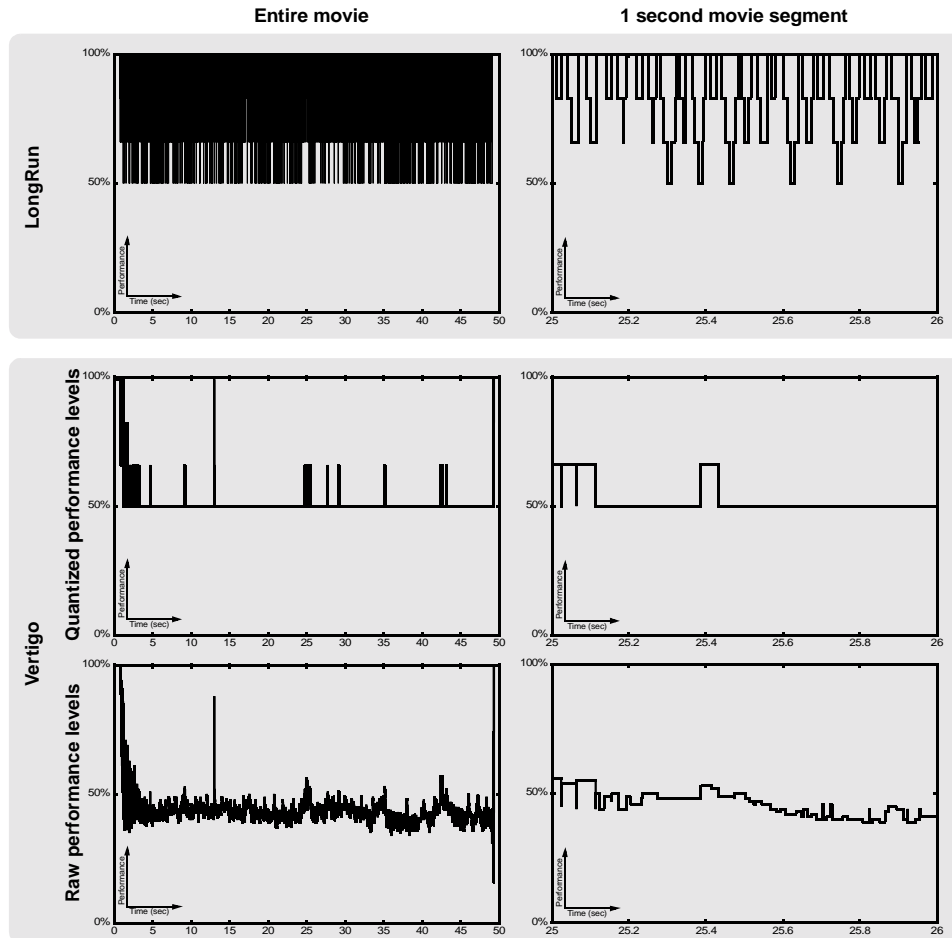 Entire movie
1 second movie segment
LongRun
100%
50%
0%
Performance
Time (sec)
0 5 10 15 20 25 30 35 40 45 50
100%
50%
0%
Performance
Time (sec)
25 25.2 25.4 25.6 25.8 26
Vertigo
Quantized performance levels
100%
50%
0%
Performance
Time (sec)
0 5 10 15 20 25 30 35 40 45 50
100%
50%
0%
Performance
Time (sec)
25 25.2 25.4 25.6 25.8 26
Raw performance levels
100%
50%
0%
Performance
Time (sec)
0 5 10 15 20 25 30 35 40 45 50
100%
50%
0%
Performance
Time (sec)
25 25.2 25.4 25.6 25.8 26